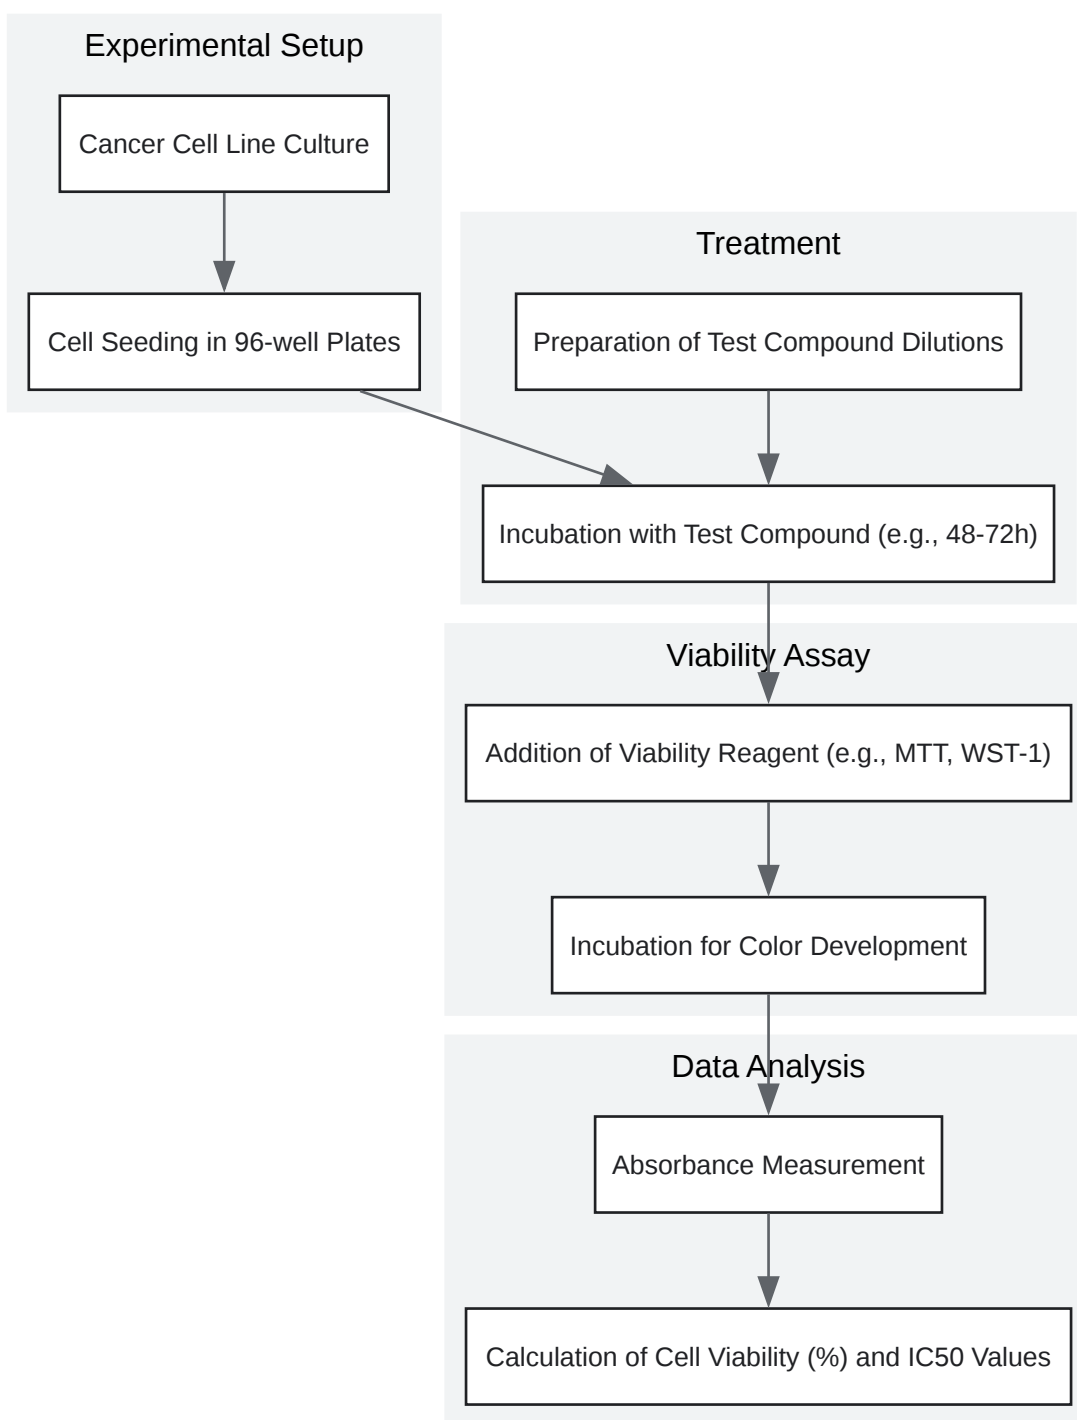 Experimental Setup
Cancer Cell Line Culture
Cell Seeding in 96-well Plates
Treatment
Preparation of Test Compound Dilutions
Incubation with Test Compound (e.g., 48-72h)
Viability Assay
Addition of Viability Reagent (e.g., MTT, WST-1)
Incubation for Color Development
Data Analysis
Absorbance Measurement
Calculation of Cell Viability (%) and IC50 Values